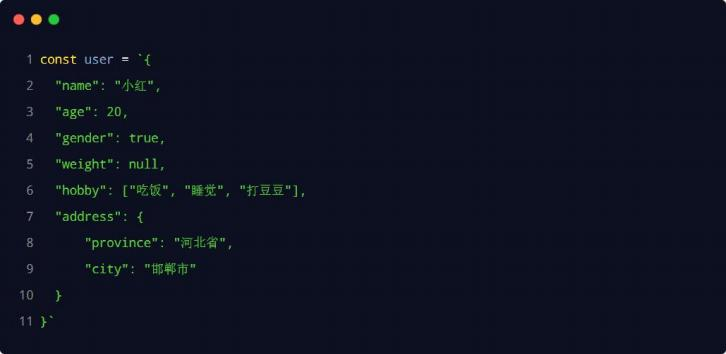 1 const user = `{
2   "name": "小红",
3   "age": 20,
4   "gender": true,
5   "weight": null,
6   "hobby": ["吃饭", "睡觉", "打豆豆"],
7   "address": {
8       "province": "河北省",
9       "city": "邯郸市"
10   }
11 }`